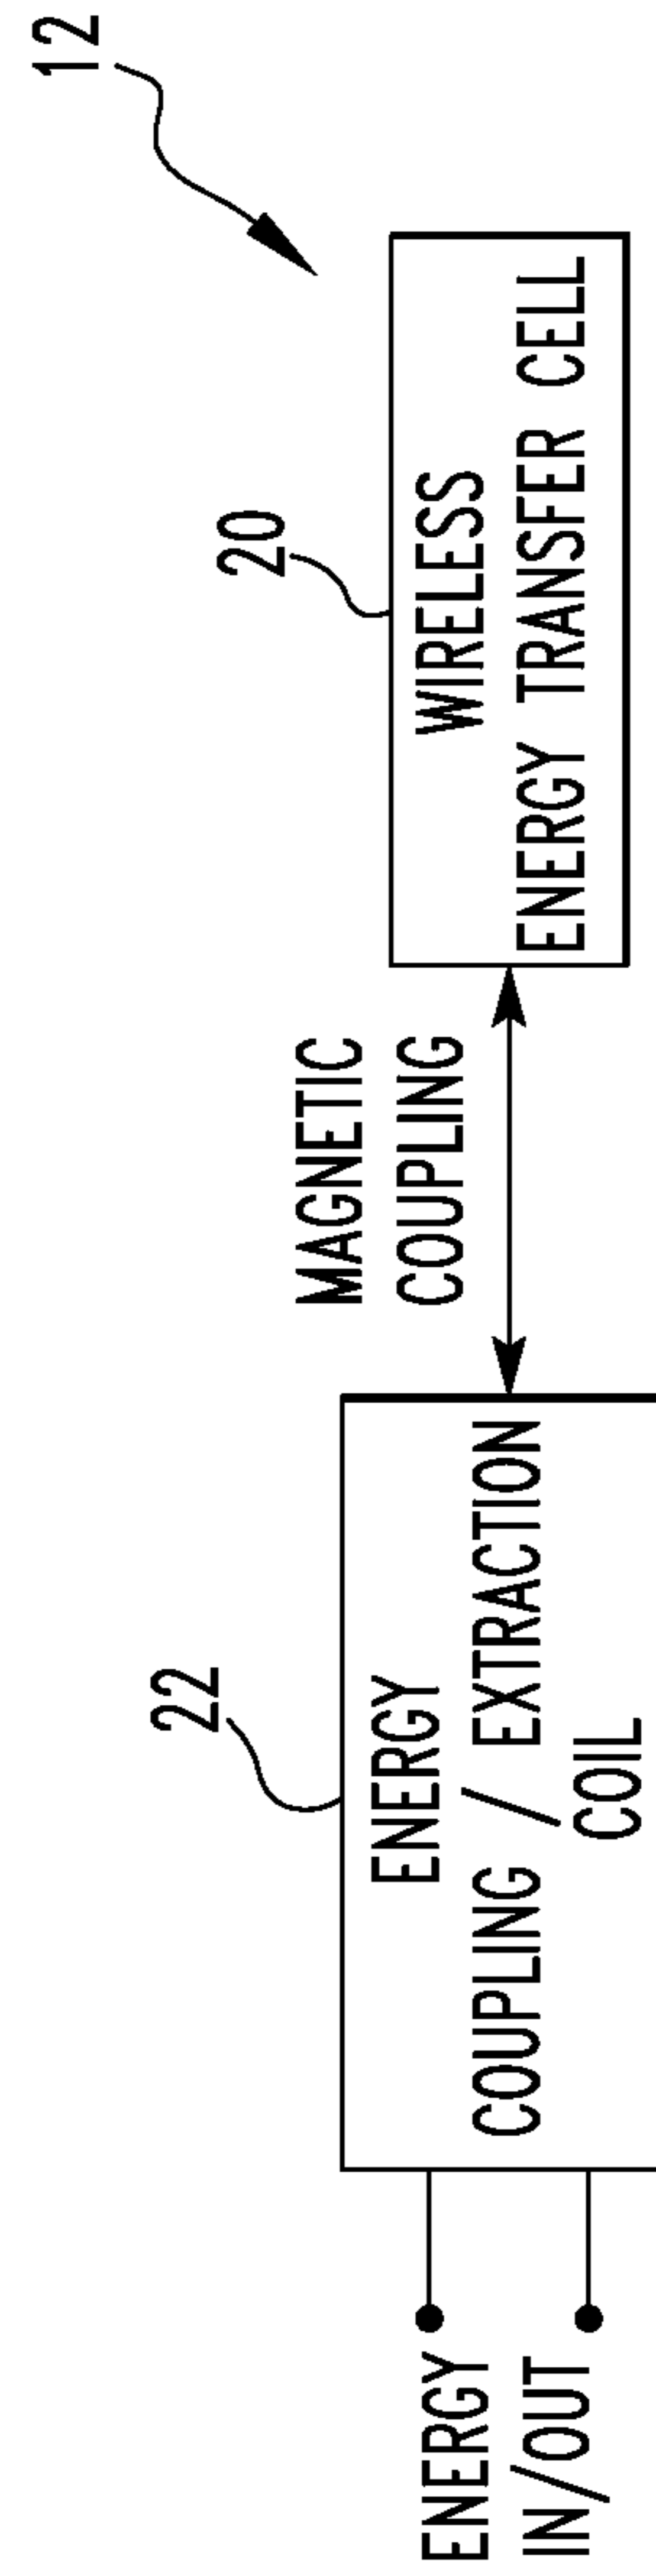 12
20
WIRELESS
ENERGY TRANSFER CELL
MAGNETIC
COUPLING
22
ENERGY
COUPLING / EXTRACTION
COIL
ENERGY
IN/OUT